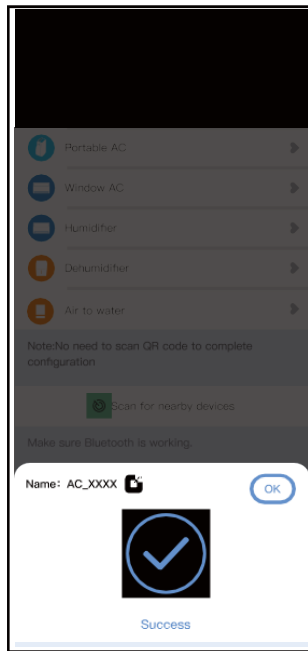 Portable AC
Window AC
Humidifier
Dehumidifier
Air to water
Note:No need to scan QR code to complete
configuration
Scan for nearby devices
Make sure Bluetooth is working.
Name: AC_XXXX
OK
Success